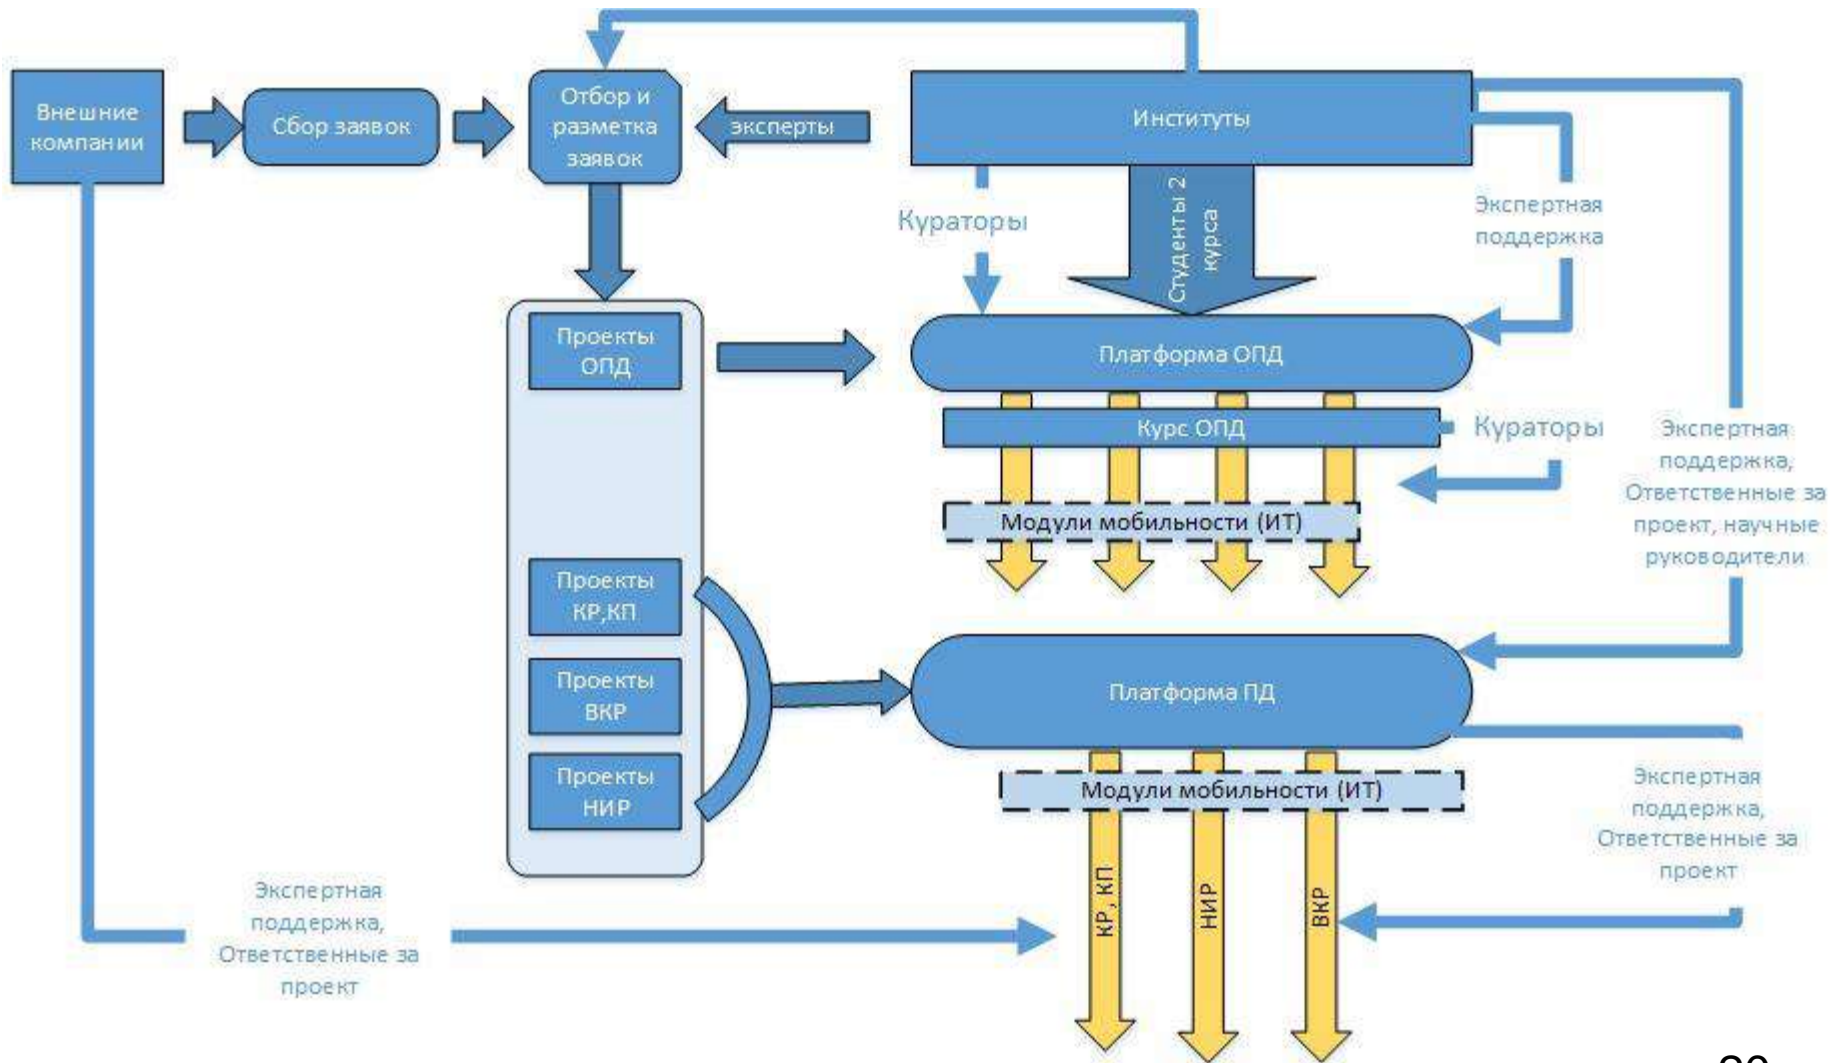 Внешние
компании
Сбор заявок
Отбор и
разметка
заявок
эксперты
Институты
Кураторы
Студенты 2
курса
Экспертная
поддержка
Проекты
ОПД
Платформа ОПД
Курс ОПД
Кураторы
Экспертная
поддержка,
Ответственные за
проект, научные
руководители
Модули мобильности (ИТ)
Проекты
КР,КП
Проекты
ВКР
Проекты
НИР
Платформа ПД
Модули мобильности (ИТ)
Экспертная
поддержка,
Ответственные за
проект
КР, КП
НИР
ВКР
Экспертная
поддержка,
Ответственные за
проект